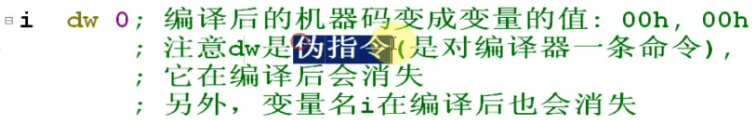 i dw 0; 编译后的机器码变成变量的值: 00h, 00h
; 注意dw是伪指令(是对编译器一条命令),
; 它在编译后会消失
; 另外, 变量名i在编译后也会消失